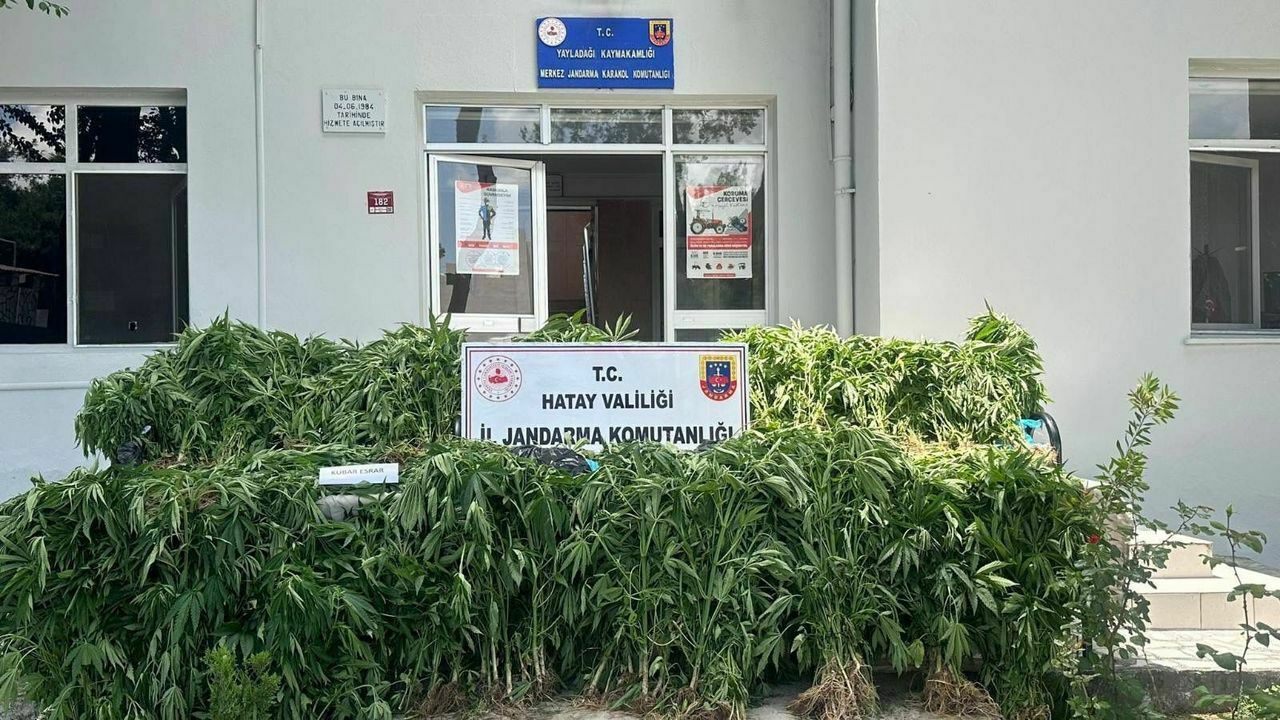 T.C.
YAYLADAĞI KAYMAKAMLIĞI
MERKEZ JANDARMA KARAKOL KOMUTANLIĞI
BU BİNA
04.06.1984
TARİHİNDE
HİZMETE AÇILMIŞTIR
182
KORUMA
ÇERÇEVESİ
T.C.
HATAY VALİLİĞİ
İL JANDARMA KOMUTANLIĞI
KUBAR ESRAR